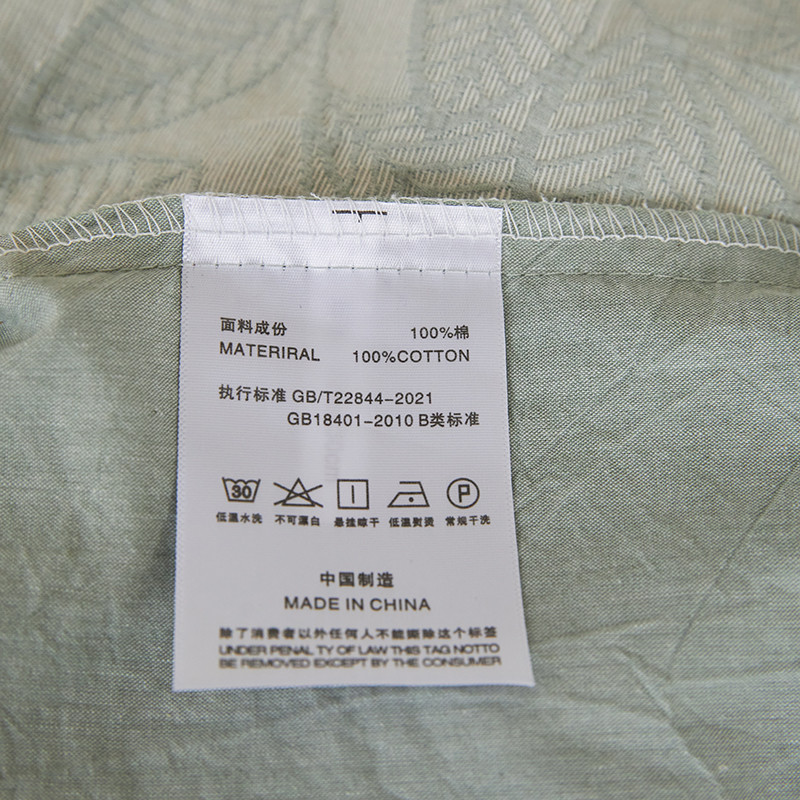 面料成份 100%棉
MATERIRAL 100%COTTON
执行标准 GB/T22844-2021
GB18401-2010 B类标准
30 P
低温水洗 不可漂白 悬挂晾干 低温熨烫 常规干洗
中国制造
MADE IN CHINA
除了消费者以外任何人不能撕除这个标签
UNDER PENAL TY OF LAW THIS TAG NOTTO
BE REMOVED EXCEPT BY THE CONSUMER